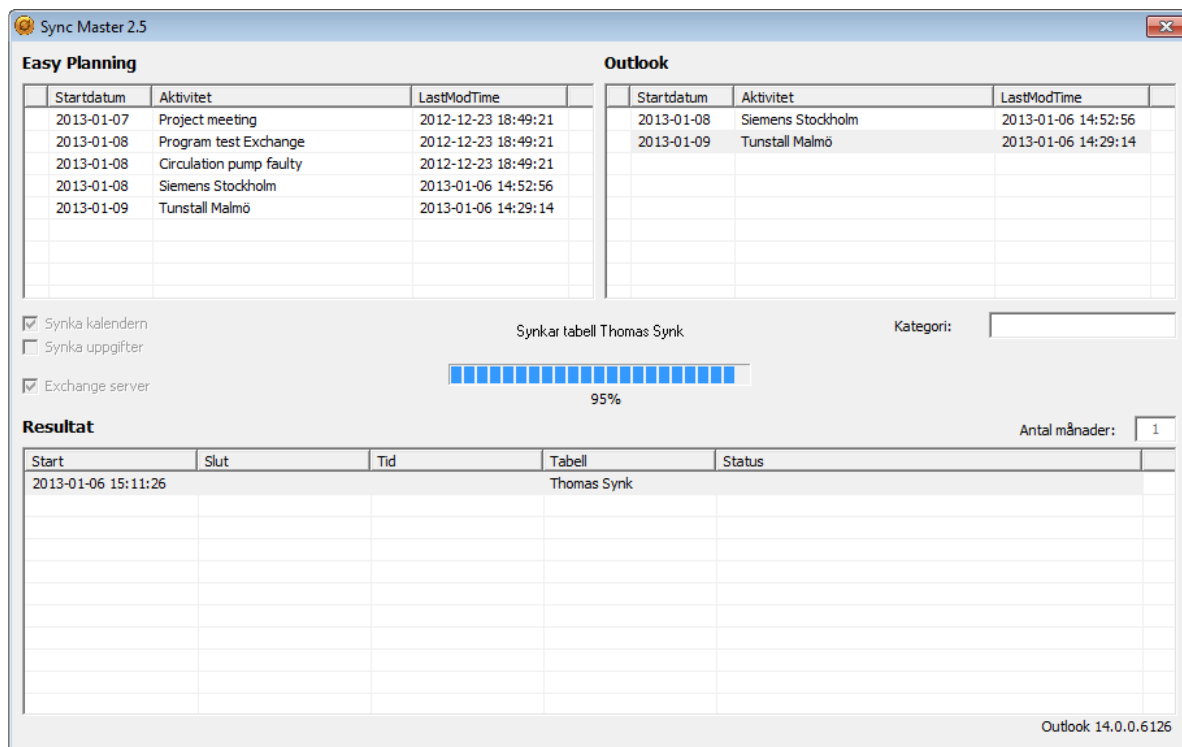 Sync Master 2.5
Easy Planning
Startdatum Aktivitet LastModTime
2013-01-07 Project meeting 2012-12-23 18:49:21
2013-01-08 Program test Exchange 2012-12-23 18:49:21
2013-01-08 Circulation pump faulty 2012-12-23 18:49:21
2013-01-08 Siemens Stockholm 2013-01-06 14:52:56
2013-01-09 Tunstall Malmö 2013-01-06 14:29:14
Outlook
Startdatum Aktivitet LastModTime
2013-01-08 Siemens Stockholm 2013-01-06 14:52:56
2013-01-09 Tunstall Malmö 2013-01-06 14:29:14
Synka kalendern
Synka uppgifter
Exchange server
Synkar tabell Thomas Synk
95%
Kategori:
Resultat
Antal månader: 1
Start Slut Tid Tabell Status
2013-01-06 15:11:26 Thomas Synk
Outlook 14.0.0.6126